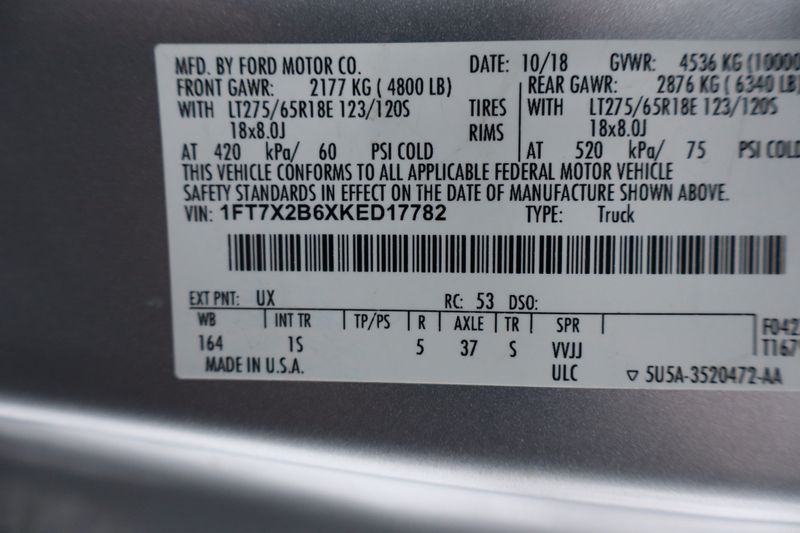 MFD. BY FORD MOTOR CO. DATE: 10/18 GVWR: 4536 KG (10000
FRONT GAWR: 2177 KG ( 4800 LB) REAR GAWR: 2876 KG ( 6340 LB)
WITH LT275/65R18E 123/120S TIRES WITH LT275/65R18E 123/120S
18x8.0J RIMS 18x8.0J
AT 420 kPa/ 60 PSI COLD AT 520 kPa/ 75 PSI COLD
THIS VEHICLE CONFORMS TO ALL APPLICABLE FEDERAL MOTOR VEHICLE
SAFETY STANDARDS IN EFFECT ON THE DATE OF MANUFACTURE SHOWN ABOVE.
VIN: 1FT7X2B6XKED17782 TYPE: Truck
EXT PNT: UX RC: 53 DSO:
WB INT TR TP/PS R AXLE TR SPR F042
164 1S 5 37 S VVJJ T167
MADE IN U.S.A. ULC ▽ 5U5A-3520472-AA